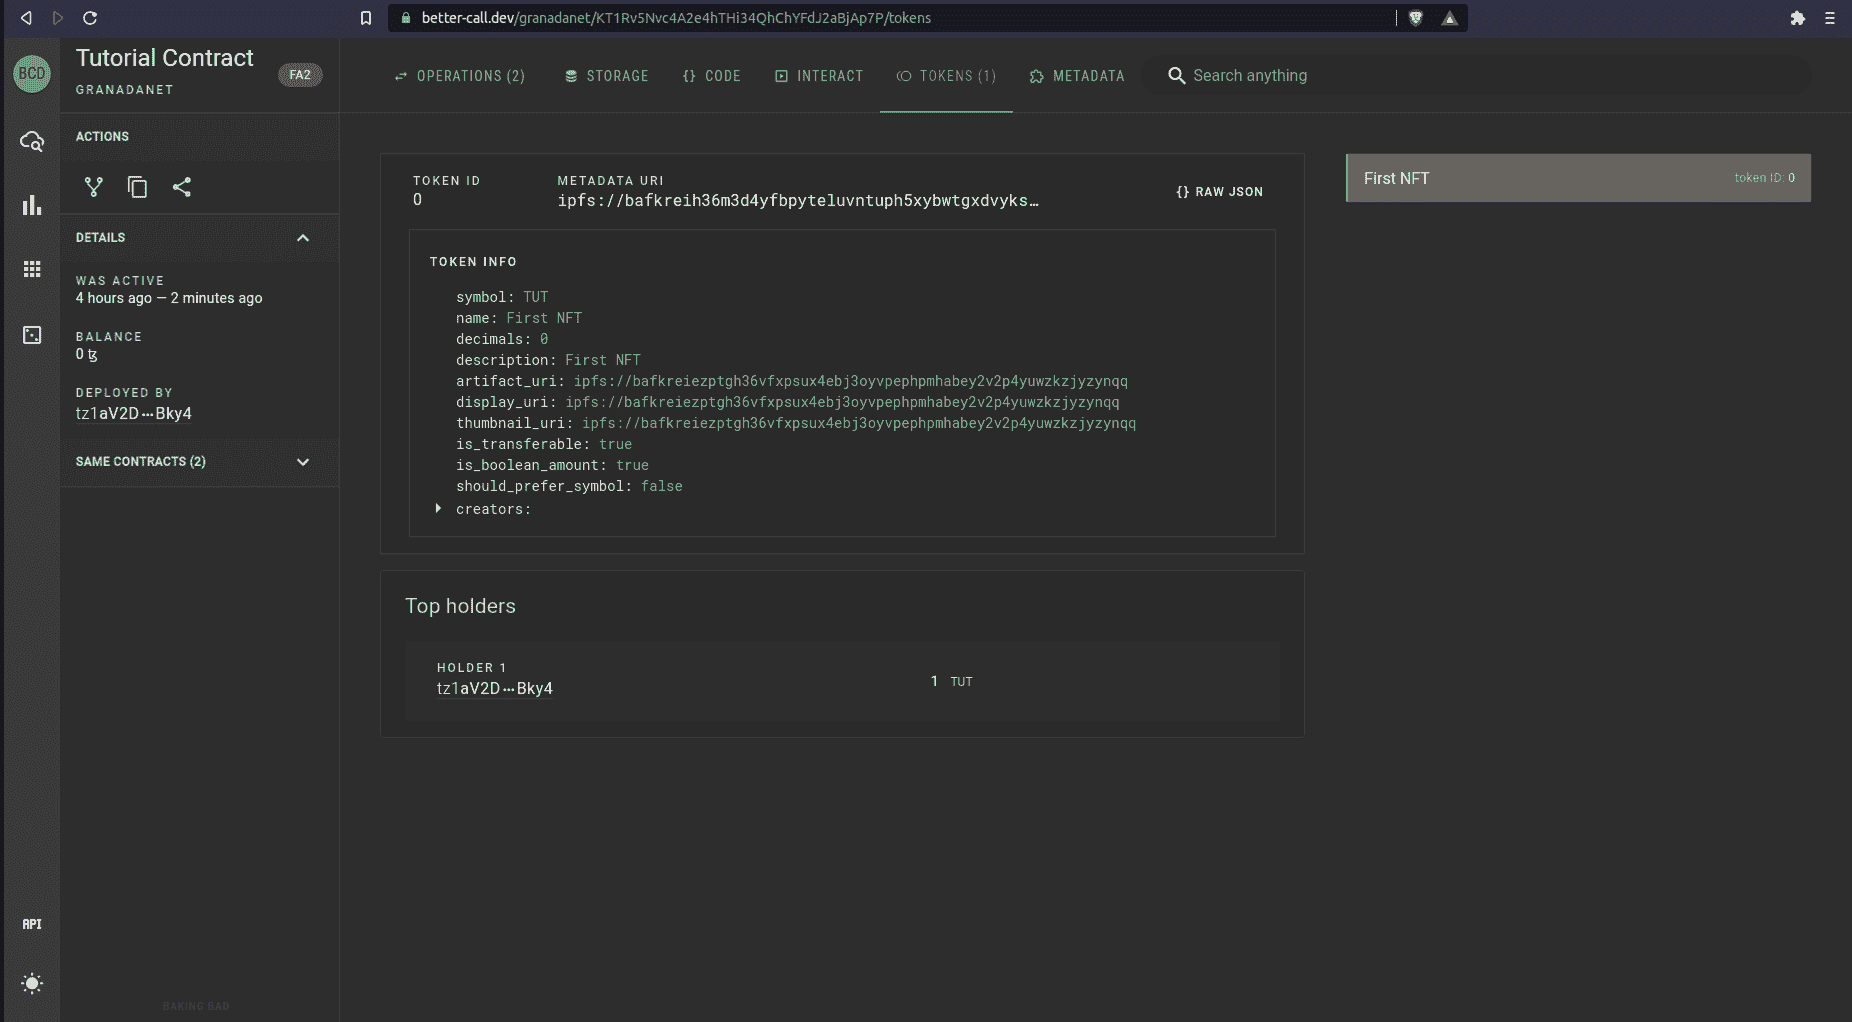 better-call.dev/granadanet/KT1Rv5Nvc4A2e4hTHi34QhChYFdJ2aBjAp7P/tokens
BCD
Tutorial Contract
FA2
GRANADANET
OPERATIONS (2)
STORAGE
{} CODE
INTERACT
TOKENS (1)
METADATA
Search anything
ACTIONS
DETAILS
WAS ACTIVE
4 hours ago — 2 minutes ago
BALANCE
0 ꜩ
DEPLOYED BY
tz1aV2D···Bky4
SAME CONTRACTS (2)
API
BAKING BAD
TOKEN ID
0
METADATA URI
ipfs://bafkreih36m3d4yfbpyteluvntuph5xybwtgxdvyks…
{} RAW JSON
TOKEN INFO
symbol: TUT
name: First NFT
decimals: 0
description: First NFT
artifact_uri: ipfs://bafkreiezptgh36vfxpsux4ebj3oyvpephpmhabey2v2p4yuwzkzjyzynqq
display_uri: ipfs://bafkreiezptgh36vfxpsux4ebj3oyvpephpmhabey2v2p4yuwzkzjyzynqq
thumbnail_uri: ipfs://bafkreiezptgh36vfxpsux4ebj3oyvpephpmhabey2v2p4yuwzkzjyzynqq
is_transferable: true
is_boolean_amount: true
should_prefer_symbol: false
creators:
Top holders
HOLDER 1
tz1aV2D···Bky4
1 TUT
First NFT
token ID: 0